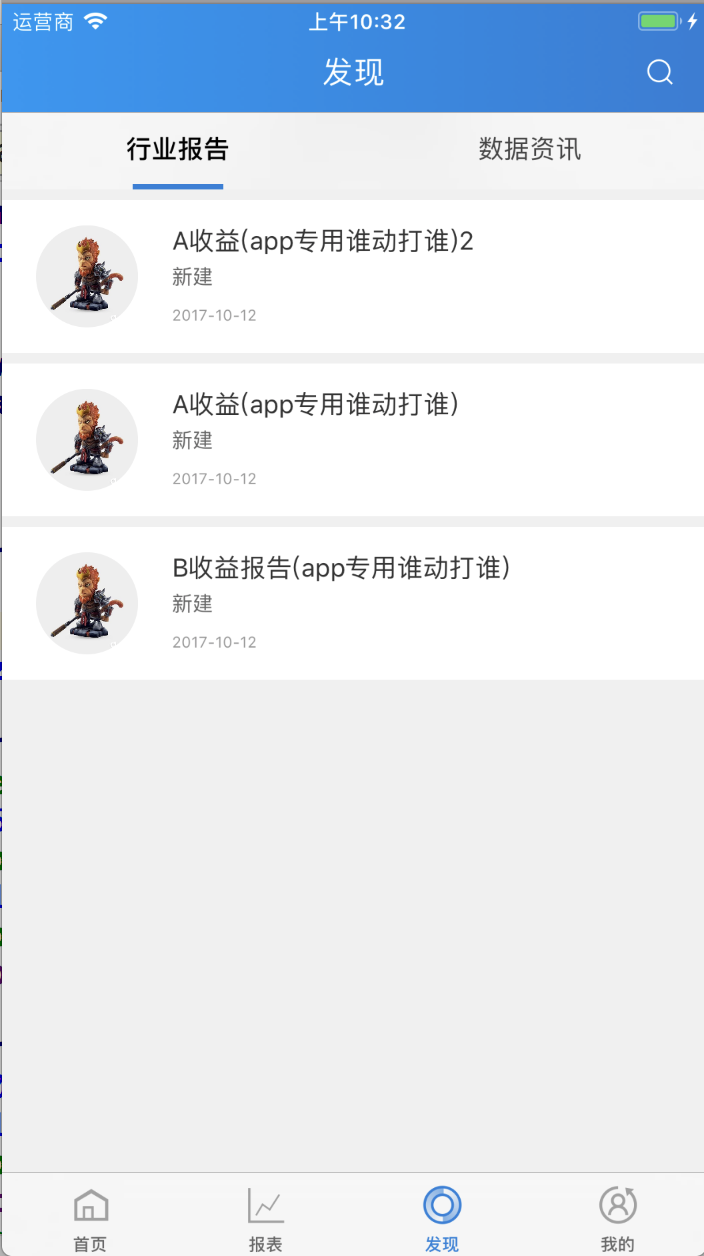 运营商 上午10:32
发现
行业报告 数据资讯
A收益(app专用谁动打谁)2
新建
2017-10-12
A收益(app专用谁动打谁)
新建
2017-10-12
B收益报告(app专用谁动打谁)
新建
2017-10-12
首页 报表 发现 我的